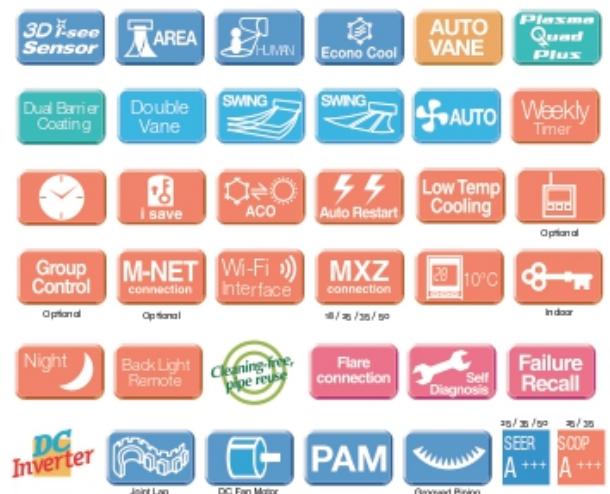 3D i-see
Sensor
AREA
HUMAN
Econo Cool
AUTO
VANE
Plasma
Quad
Plus
Dual Barrier
Coating
Double
Vane
SWING
SWING
AUTO
Weekly
Timer
i save
ACO
Auto Restart
Low Temp
Cooling
Optional
Group
Control
Optional
M-NET
connection
Optional
Wi-Fi
Interface
MXZ
connection
18 / 25 / 35 / 50
28
10°C
Indoor
Night
Back Light
Remote
Cleaning-free,
pipe reuse
Flare
connection
Self
Diagnosis
Failure
Recall
DC
Inverter
Joint Lap
DC Fan Motor
PAM
Grooved Piping
25 / 35 / 50
SEER
A +++
25 / 35
SCOP
A +++